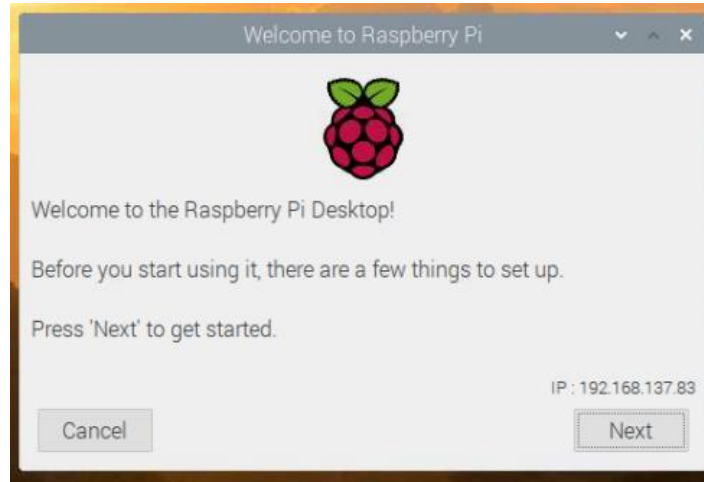 Welcome to Raspberry Pi
Welcome to the Raspberry Pi Desktop!
Before you start using it, there are a few things to set up.
Press 'Next' to get started.
IP : 192.168.137.83
Cancel
Next